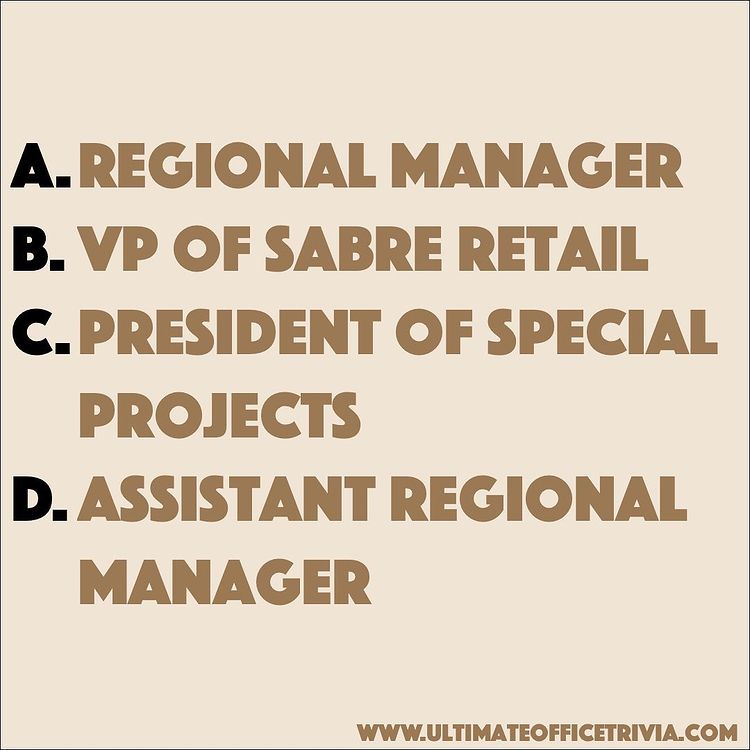 A. REGIONAL MANAGER
B. VP OF SABRE RETAIL
C. PRESIDENT OF SPECIAL
PROJECTS
D. ASSISTANT REGIONAL
MANAGER
WWW.ULTIMATEOFFICETRIVIA.COM